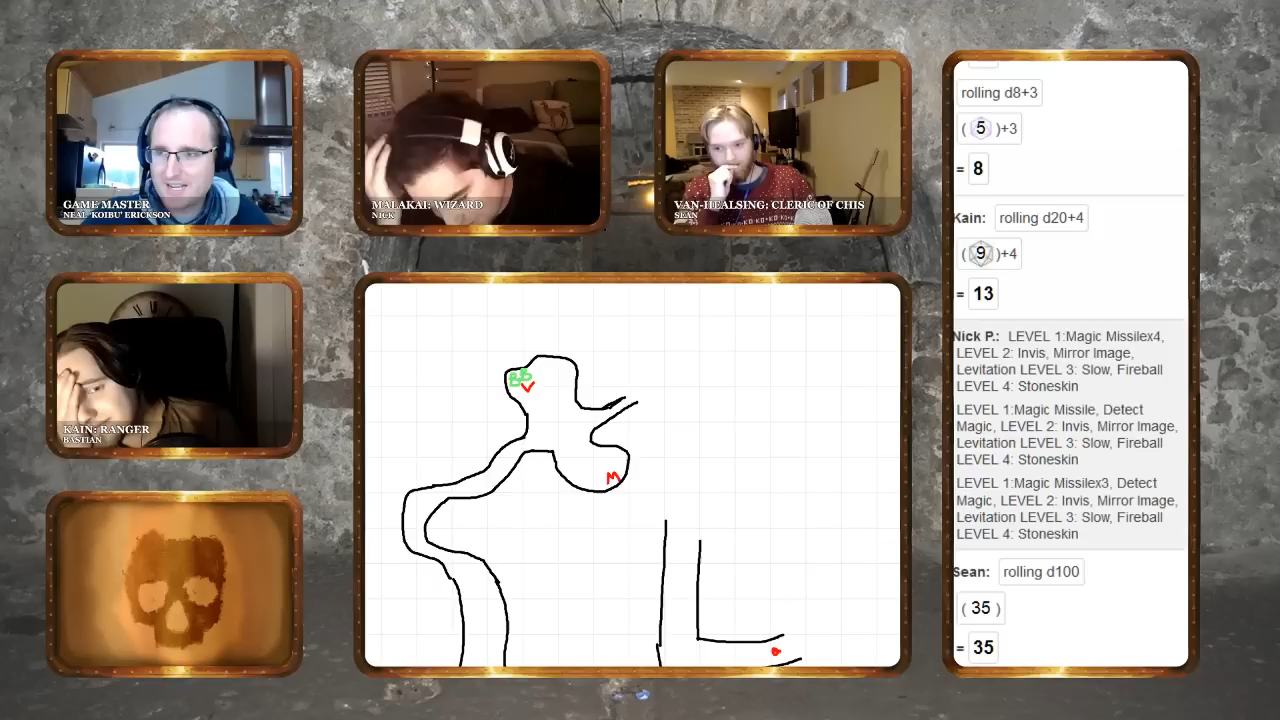 GAME MASTER
NEAL 'KOIBU' ERICKSON
MALAKAI: WIZARD
NICK
VAN-HEALSING: CLERIC OF CHIS
SEAN
KAIN: RANGER
BASTIAN
BB
V
M
rolling d8+3
( 5 )+3
= 8
Kain: rolling d20+4
( 9 )+4
= 13
Nick P.: LEVEL 1:Magic Missilex4,
LEVEL 2: Invis, Mirror Image,
Levitation LEVEL 3: Slow, Fireball
LEVEL 4: Stoneskin
LEVEL 1:Magic Missile, Detect
Magic, LEVEL 2: Invis, Mirror Image,
Levitation LEVEL 3: Slow, Fireball
LEVEL 4: Stoneskin
LEVEL 1:Magic Missilex3, Detect
Magic, LEVEL 2: Invis, Mirror Image,
Levitation LEVEL 3: Slow, Fireball
LEVEL 4: Stoneskin
Sean: rolling d100
( 35 )
= 35